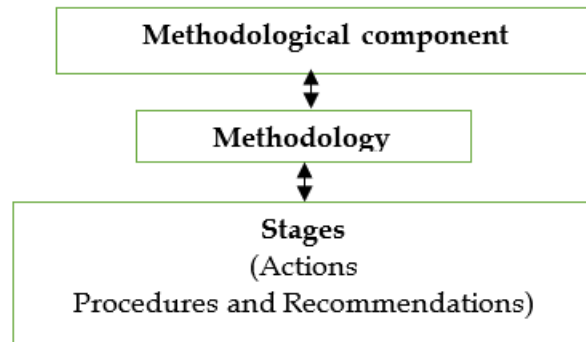 Methodological component
Methodology
Stages
(Actions
Procedures and Recommendations)